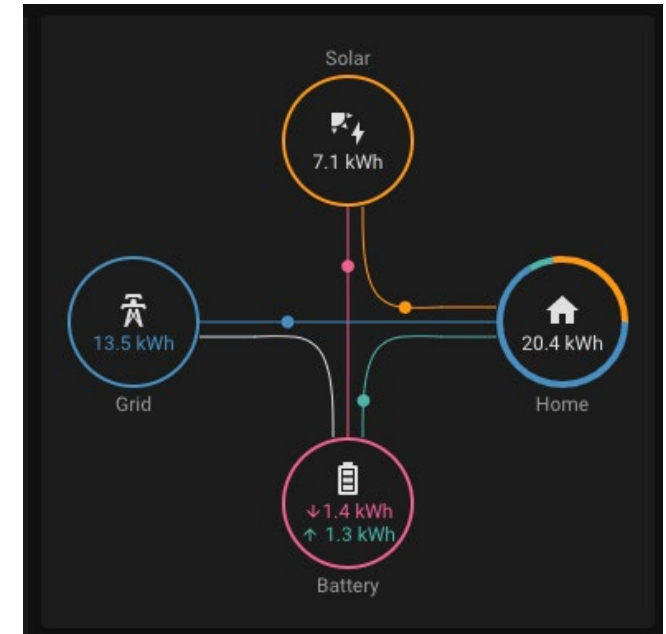 Solar
7.1 kWh
13.5 kWh
Grid
20.4 kWh
Home
↓1.4 kWh
↑ 1.3 kWh
Battery